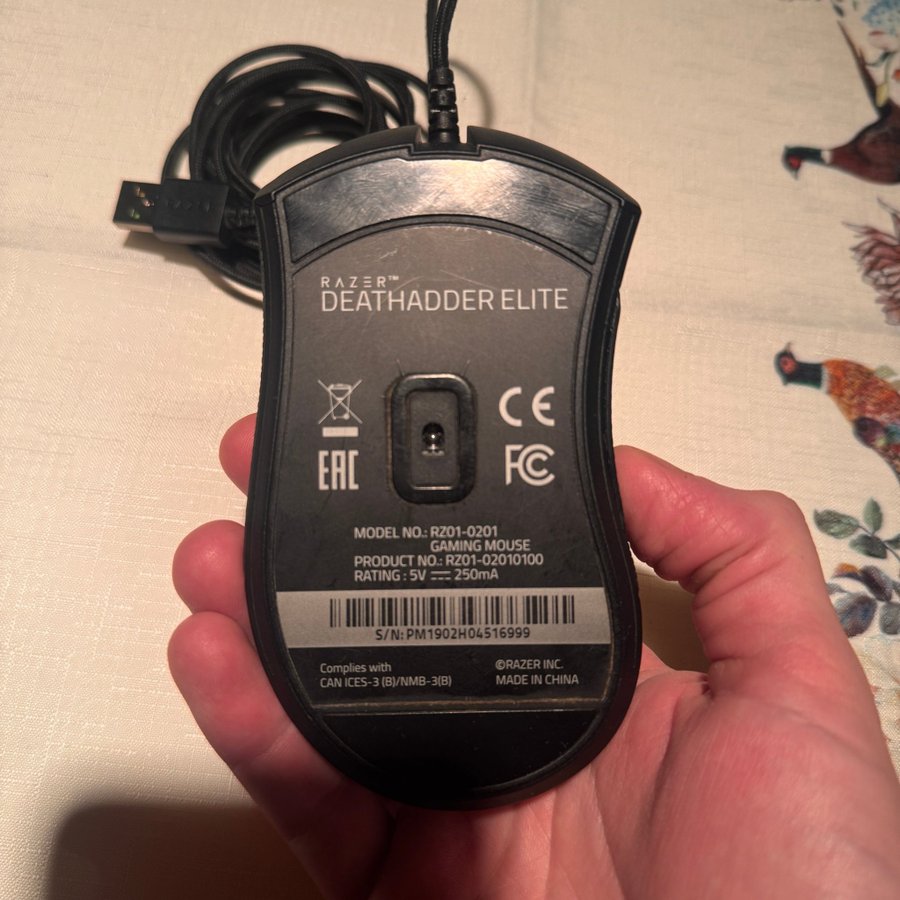 RAZER™
DEATHADDER ELITE
CE
EAC
FC
MODEL NO.: RZ01-0201
GAMING MOUSE
PRODUCT NO.: RZ01-02010100
RATING : 5V ⎓ 250mA
S/N: PM1902H04516999
Complies with
CAN ICES-3 (B)/NMB-3(B)
©RAZER INC.
MADE IN CHINA